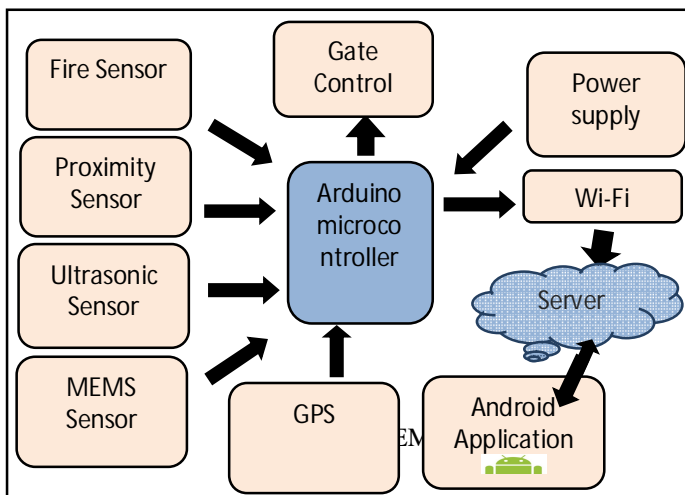 Fire Sensor
Proximity
Sensor
Ultrasonic
Sensor
MEMS
Sensor
Gate
Control
Arduino
microco
ntroller
GPS
Power
supply
Wi-Fi
Server
Android
Application